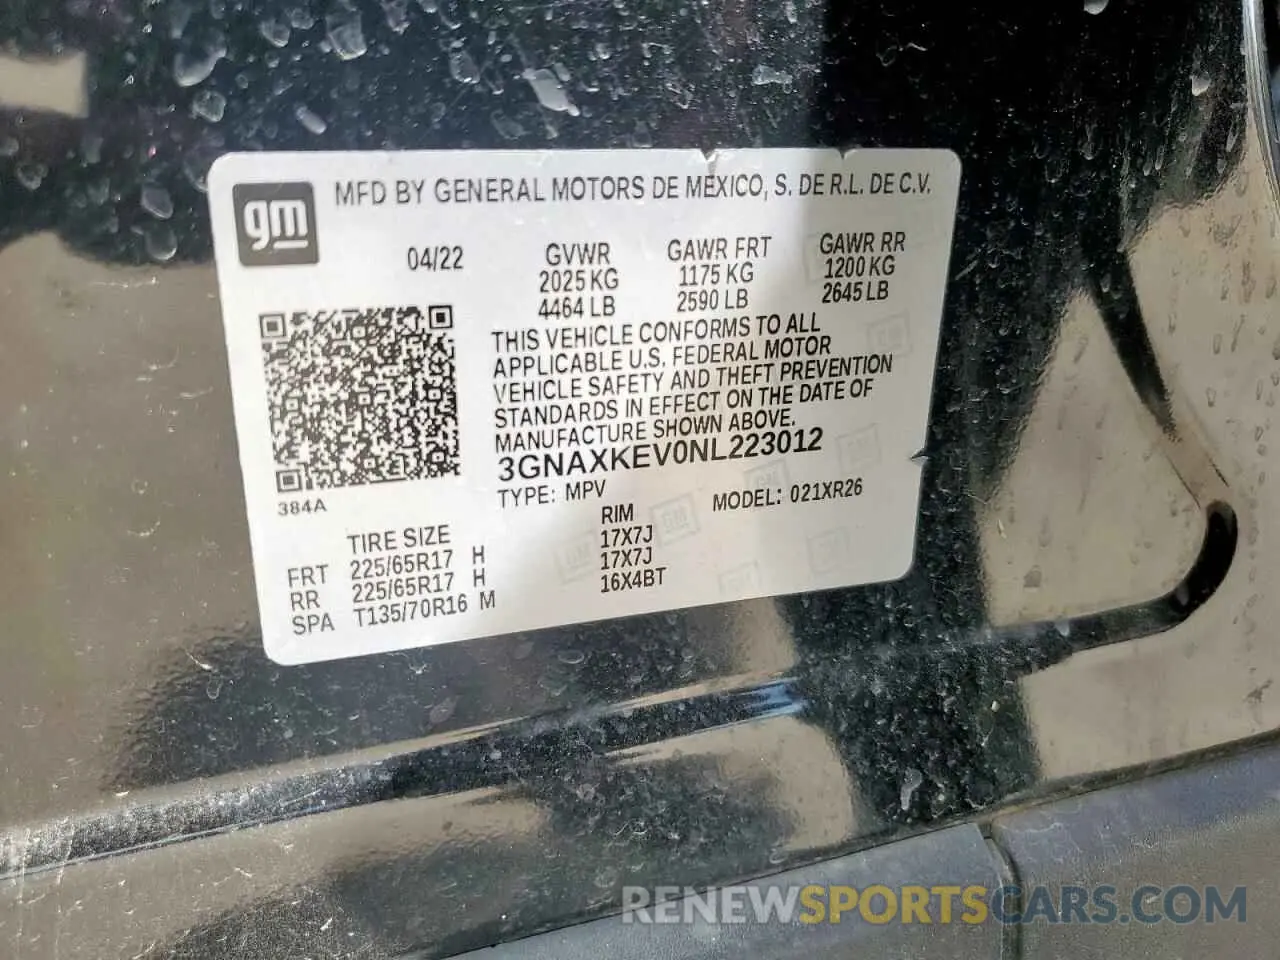 gm
MFD BY GENERAL MOTORS DE MEXICO, S. DE R.L. DE C.V.
04/22 GVWR GAWR FRT GAWR RR
2025 KG 1175 KG 1200 KG
4464 LB 2590 LB 2645 LB
THIS VEHICLE CONFORMS TO ALL
APPLICABLE U.S. FEDERAL MOTOR
VEHICLE SAFETY AND THEFT PREVENTION
STANDARDS IN EFFECT ON THE DATE OF
MANUFACTURE SHOWN ABOVE.
3GNAXKEV0NL223012
TYPE: MPV MODEL: 021XR26
384A
TIRE SIZE RIM
FRT 225/65R17 H 17X7J
RR 225/65R17 H 17X7J
SPA T135/70R16 M 16X4BT
RENEWSPORTSCARS.COM